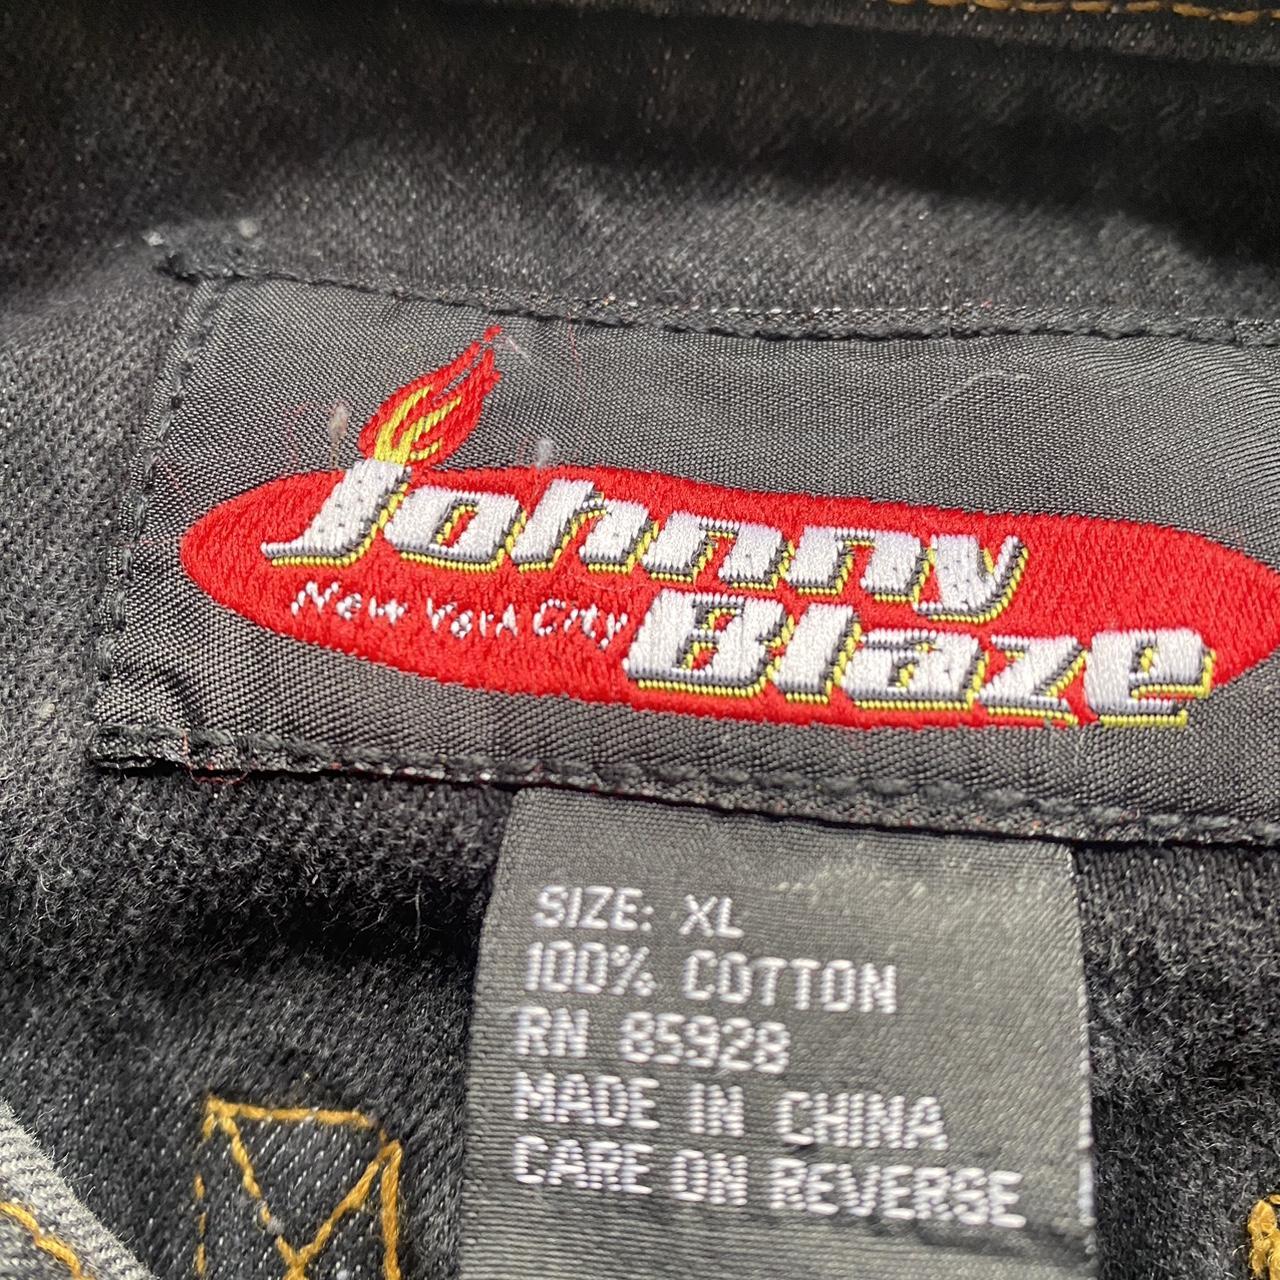 Johnny
New York City Blaze
SIZE: XL
100% COTTON
RN 85928
MADE IN CHINA
CARE ON REVERSE